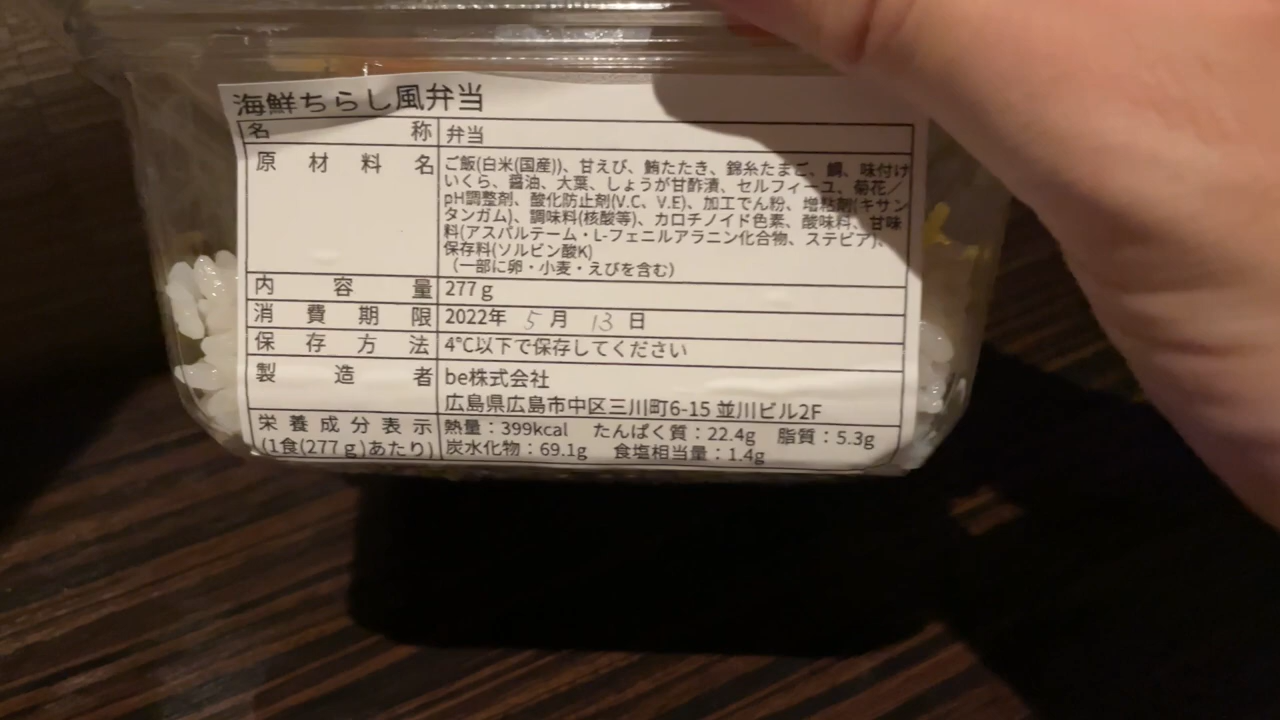 海鮮ちらし風弁当
名称 弁当
原材料名 ご飯(白米(国産))、甘えび、鮪たたき、錦糸たまご、鯛、味付け
いくら、醤油、大葉、しょうが甘酢漬、セルフィーユ、菊花／
pH調整剤、酸化防止剤(V.C、V.E)、加工でん粉、増粘剤(キサン
タンガム)、調味料(核酸等)、カロチノイド色素、酸味料、甘味
料(アスパルテーム・L-フェニルアラニン化合物、ステビア)、
保存料(ソルビン酸K)
（一部に卵・小麦・えびを含む）
内容量 277ｇ
消費期限 2022年 5月 13日
保存方法 4℃以下で保存してください
製造者 be株式会社
広島県広島市中区三川町6-15 並川ビル2F
栄養成分表示 熱量：399kcal たんぱく質：22.4g 脂質：5.3g
(1食(277ｇ)あたり) 炭水化物：69.1g 食塩相当量：1.4g